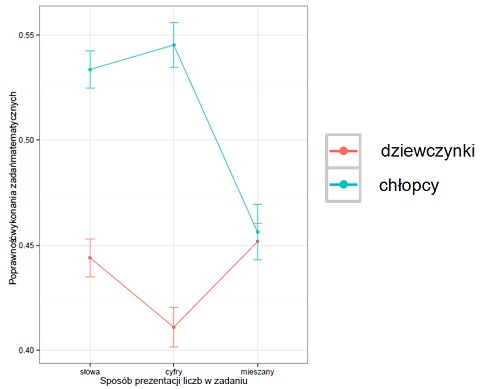 Poprawność wykonania zadań matematycznych
0.55
0.50
0.45
0.40
słowa
cyfry
mieszany
Sposób prezentacji liczb w zadaniu
dziewczynki
chłopcy